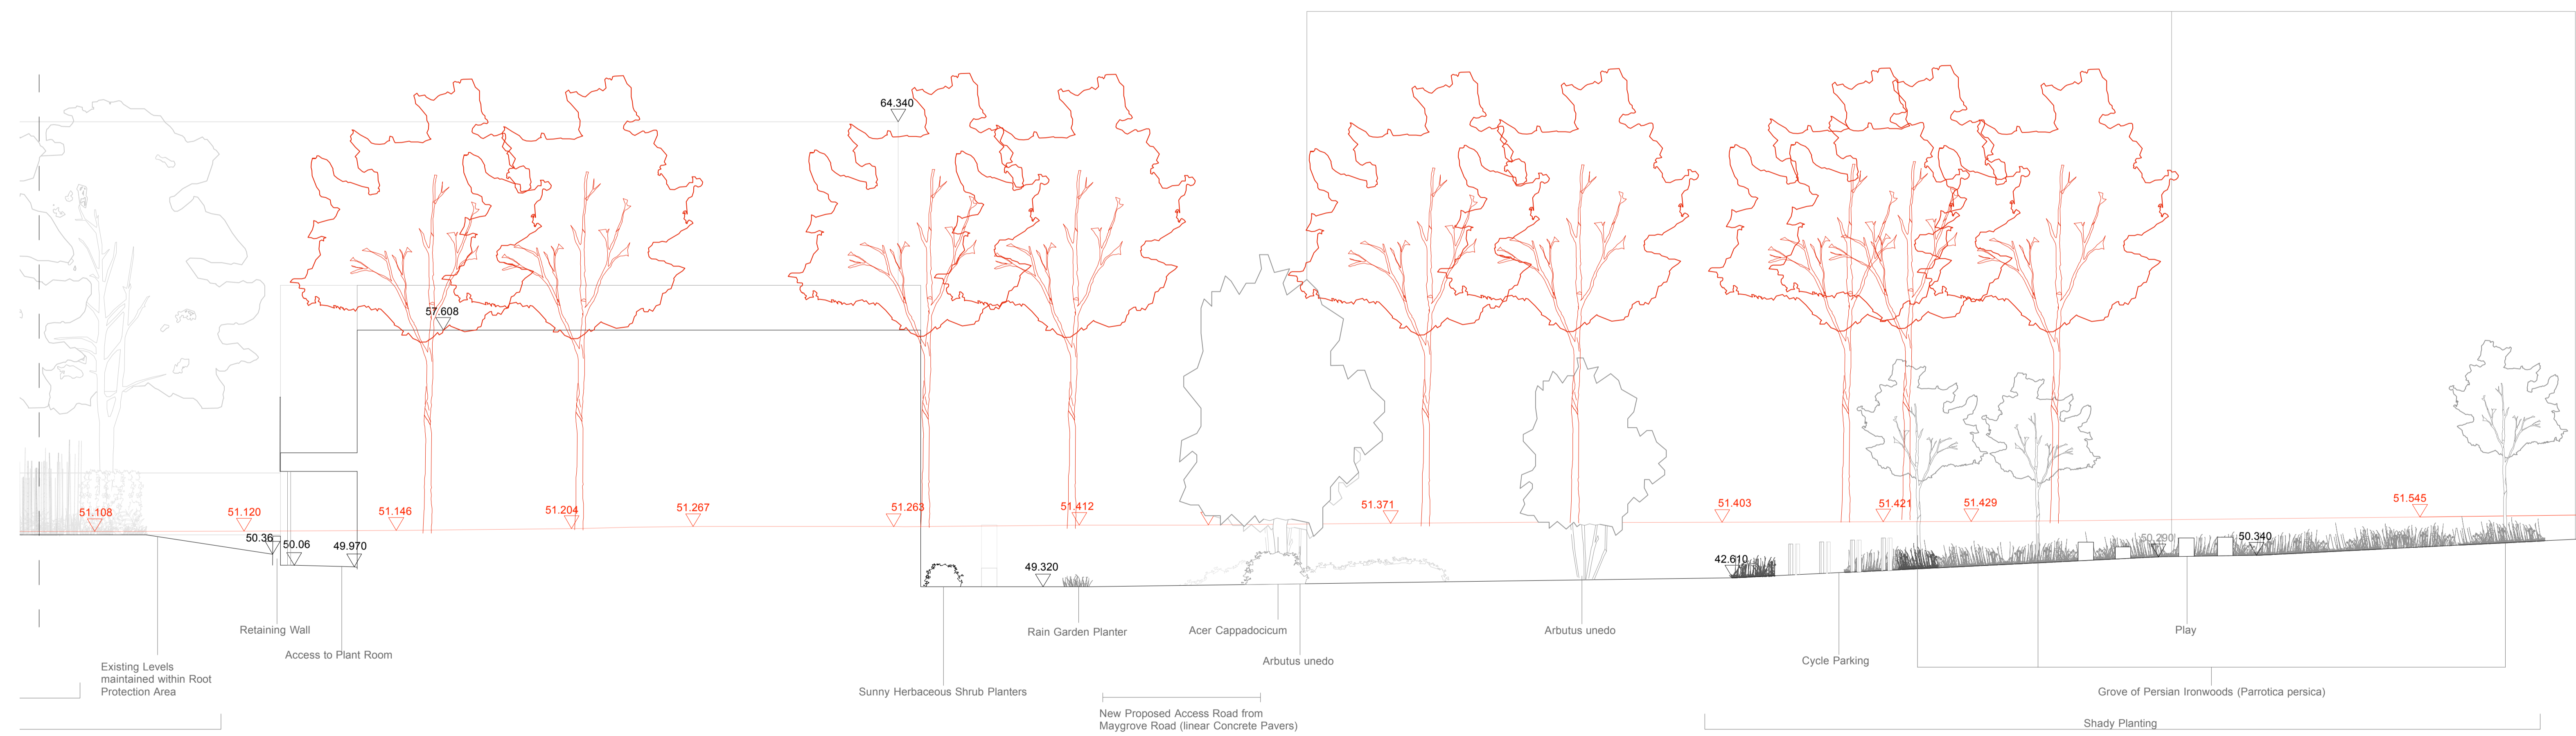 64.340
57.608
51.108
51.120
51.146
51.204
51.267
51.263
51.412
51.371
51.403
51.421
51.429
51.545
50.36
50.06
49.970
49.320
42.610
50.290
50.340
Retaining Wall
Access to Plant Room
Existing Levels
maintained within Root
Protection Area
Rain Garden Planter
Acer Cappadocicum
Arbutus unedo
Arbutus unedo
Cycle Parking
Play
Sunny Herbaceous Shrub Planters
Grove of Persian Ironwoods (Parrotica persica)
New Proposed Access Road from
Maygrove Road (linear Concrete Pavers)
Shady Planting